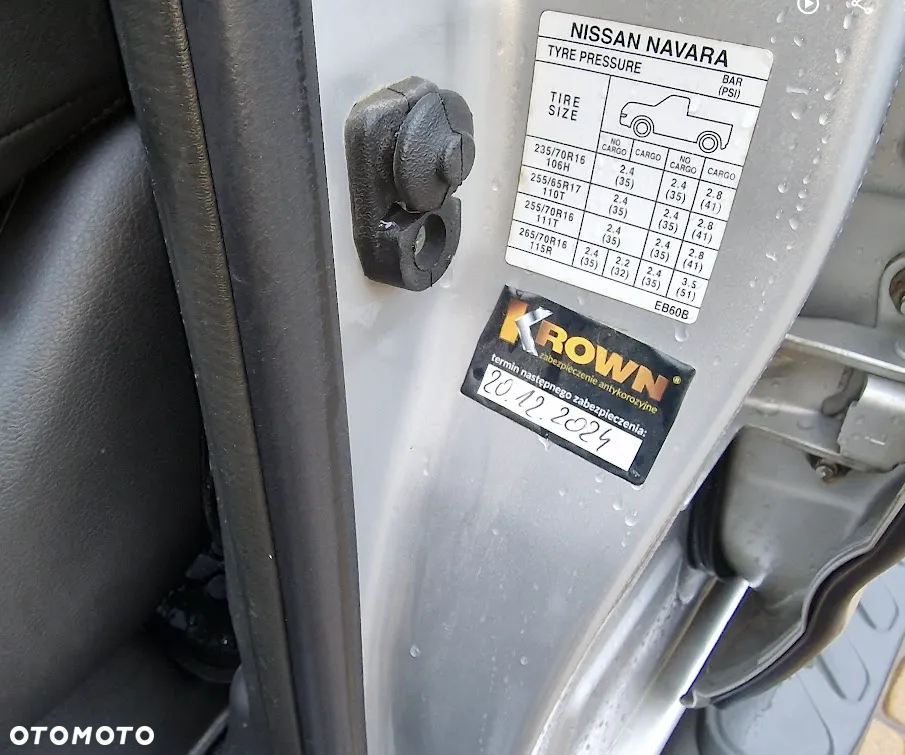 NISSAN NAVARA
TYRE PRESSURE
BAR
(PSI)
TIRE
SIZE
NO CARGO CARGO NO CARGO CARGO
235/70R16 106H 2.4 (35) 2.4 (35) 2.8 (41)
255/65R17 110T 2.4 (35) 2.4 (35) 2.8 (41)
255/70R16 111T 2.4 (35) 2.4 (35) 2.8 (41)
265/70R16 115R 2.4 (35) 2.2 (32) 2.4 (35) 3.5 (51)
EB60B
KROWN®
zabezpieczenie antykorozyjne
termin następnego zabezpieczenia:
20.12.2024
OTOMOTO